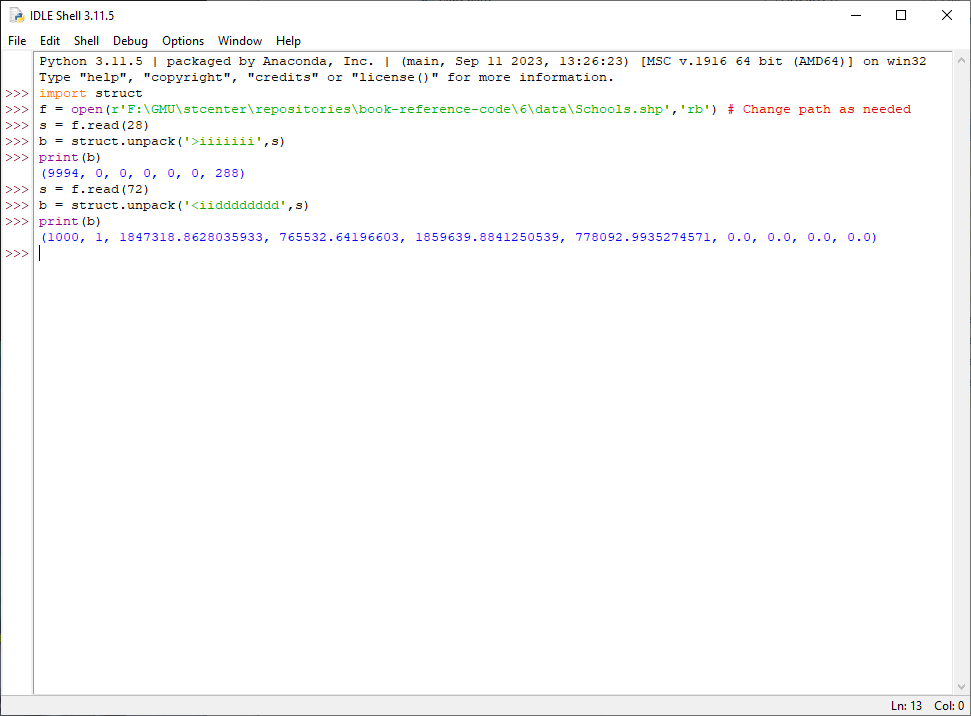 IDLE Shell 3.11.5
File Edit Shell Debug Options Window Help
Python 3.11.5 | packaged by Anaconda, Inc. | (main, Sep 11 2023, 13:26:23) [MSC v.1916 64 bit (AMD64)] on win32
Type "help", "copyright", "credits" or "license()" for more information.
>>> import struct
>>> f = open(r'F:\GMU\stcenter\repositories\book-reference-code\6\data\Schools.shp','rb') # Change path as needed
>>> s = f.read(28)
>>> b = struct.unpack('>iiiiiii',s)
>>> print(b)
(9994, 0, 0, 0, 0, 0, 288)
>>> s = f.read(72)
>>> b = struct.unpack('<iidddddddd',s)
>>> print(b)
(1000, 1, 1847318.8628035933, 765532.64196603, 1859639.8841250539, 778092.9935274571, 0.0, 0.0, 0.0, 0.0)
>>>
Ln: 13 Col: 0